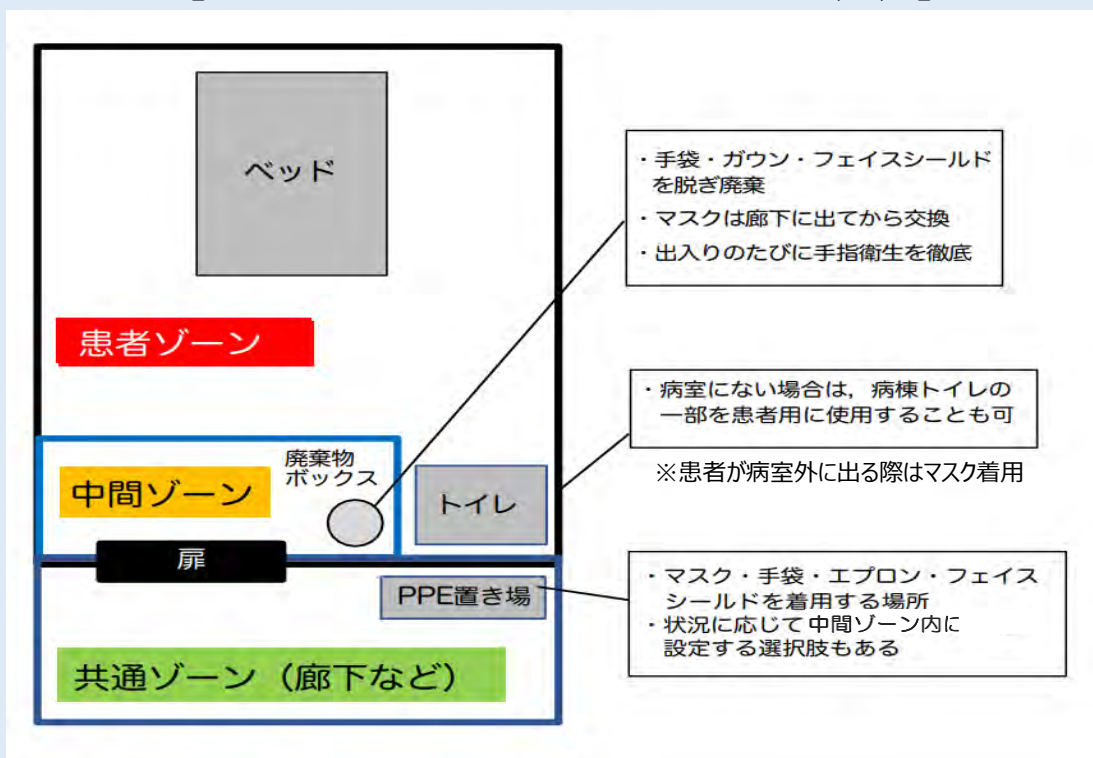 ベッド
患者ゾーン
中間ゾーン
廃棄物
ボックス
トイレ
扉
PPE置き場
共通ゾーン（廊下など）
・手袋・ガウン・フェイスシールド
を脱ぎ廃棄
・マスクは廊下に出てから交換
・出入りのたびに手指衛生を徹底
・病室にない場合は，病棟トイレの
一部を患者用に使用することも可
※患者が病室外に出る際はマスク着用
・マスク・手袋・エプロン・フェイス
シールドを着用する場所
・状況に応じて中間ゾーン内に
設定する選択肢もある